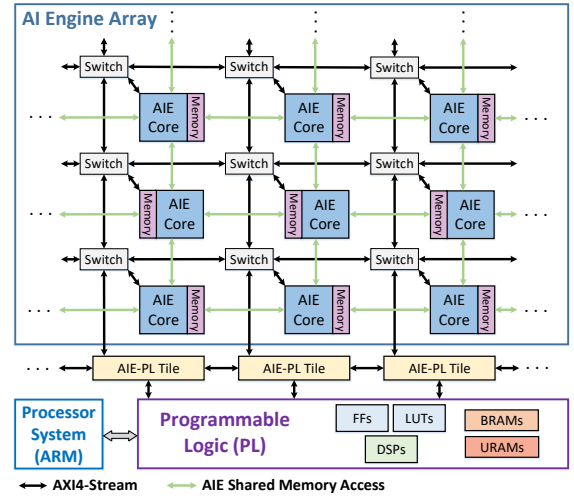 AI Engine Array
Switch Switch Switch
AIE Core Memory AIE Core Memory AIE Core Memory
Switch Switch Switch
Memory AIE Core Memory AIE Core Memory AIE Core
Switch Switch Switch
AIE Core Memory AIE Core Memory AIE Core Memory
AIE-PL Tile AIE-PL Tile AIE-PL Tile
Processor
System
(ARM)
Programmable
Logic (PL)
FFs LUTs BRAMs
DSPs URAMs
AXI4-Stream AIE Shared Memory Access